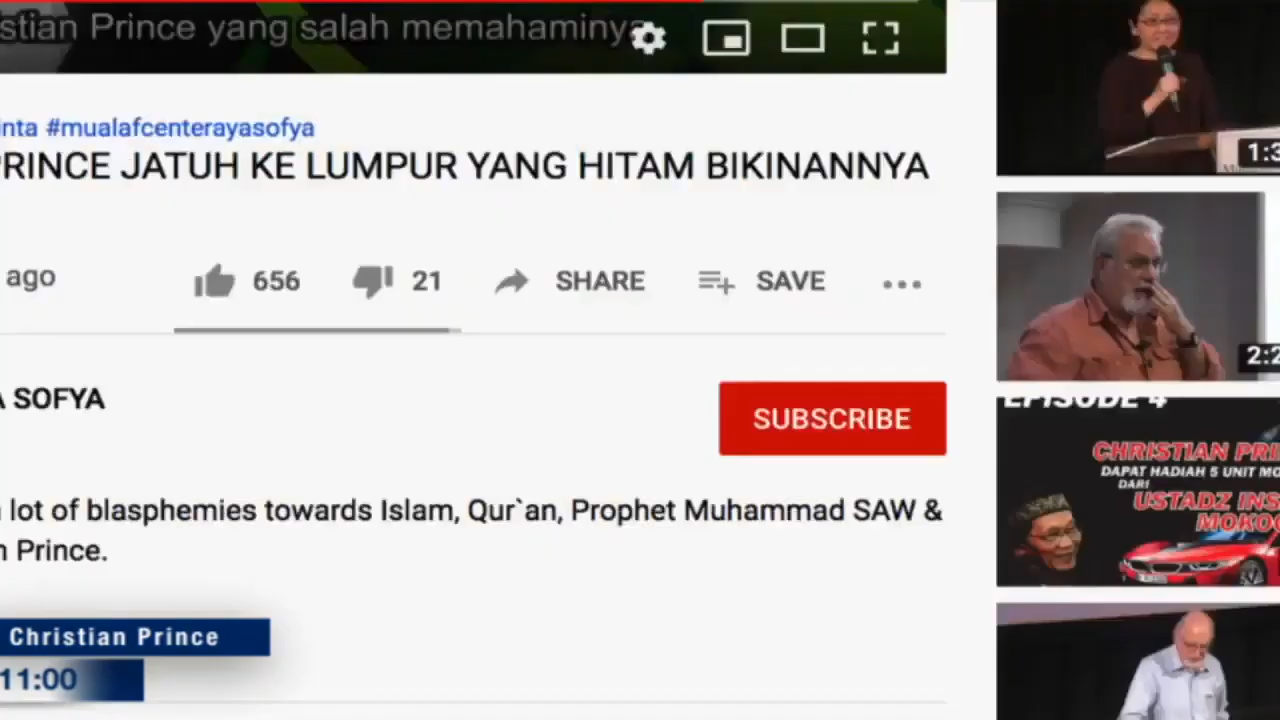 stian Prince yang salah memahaminya
inta #mualafcenterayasofya
PRINCE JATUH KE LUMPUR YANG HITAM BIKINANNYA
ago
656
21
SHARE
SAVE
A SOFYA
SUBSCRIBE
lot of blasphemies towards Islam, Qur`an, Prophet Muhammad SAW &
n Prince.
Christian Prince
11:00
1:3
2:2
EPISODE 4
CHRISTIAN PRI
DAPAT HADIAH 5 UNIT MO
DARI
USTADZ INS
MOKO